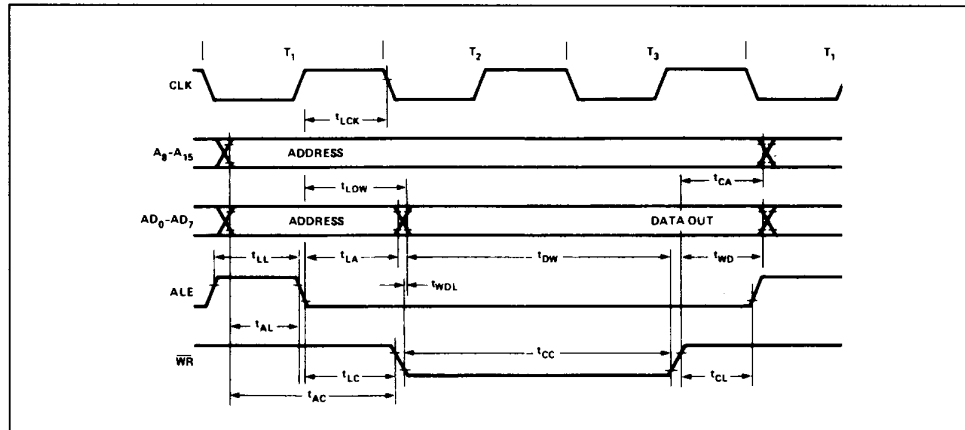 T1 T2 T3 T1
CLK
tLCK
A8-A15 ADDRESS
tLDW tCA
AD0-AD7 ADDRESS DATA OUT
tLL tLA tDW tWD
tWDL
ALE
tAL
WR
tCC
tLC tCL
tAC